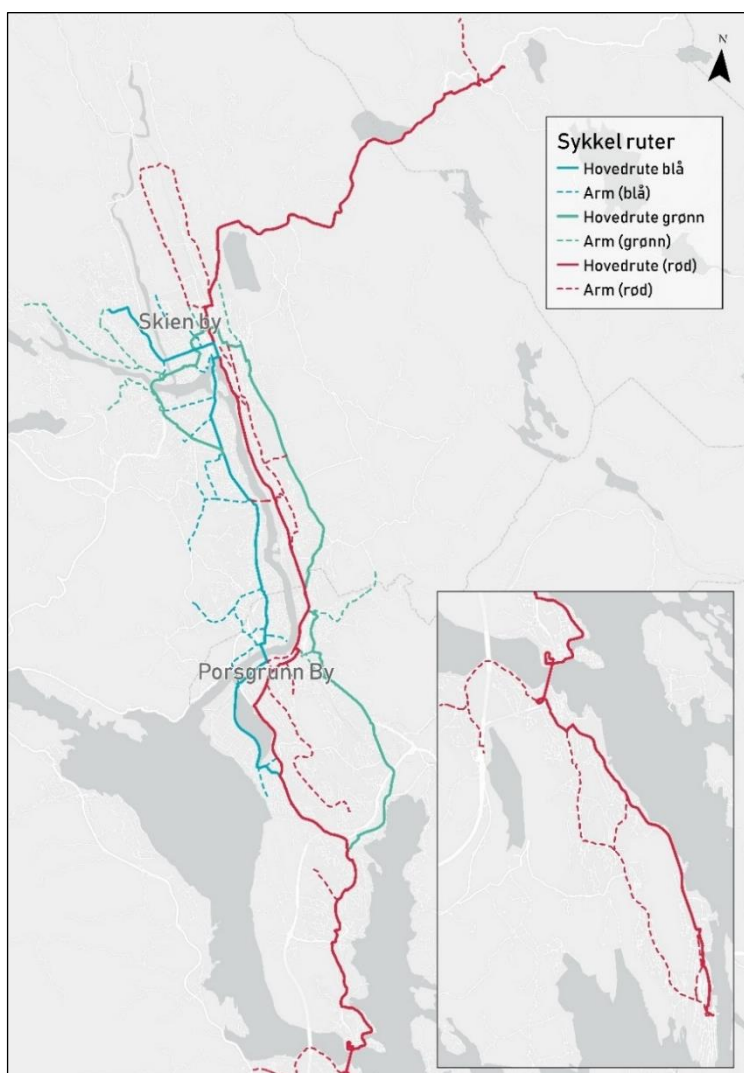 N
Sykkel ruter
Hovedrute blå
Arm (blå)
Hovedrute grønn
Arm (grønn)
Hovedrute (rød)
Arm (rød)
Skien by
Porsgrunn By